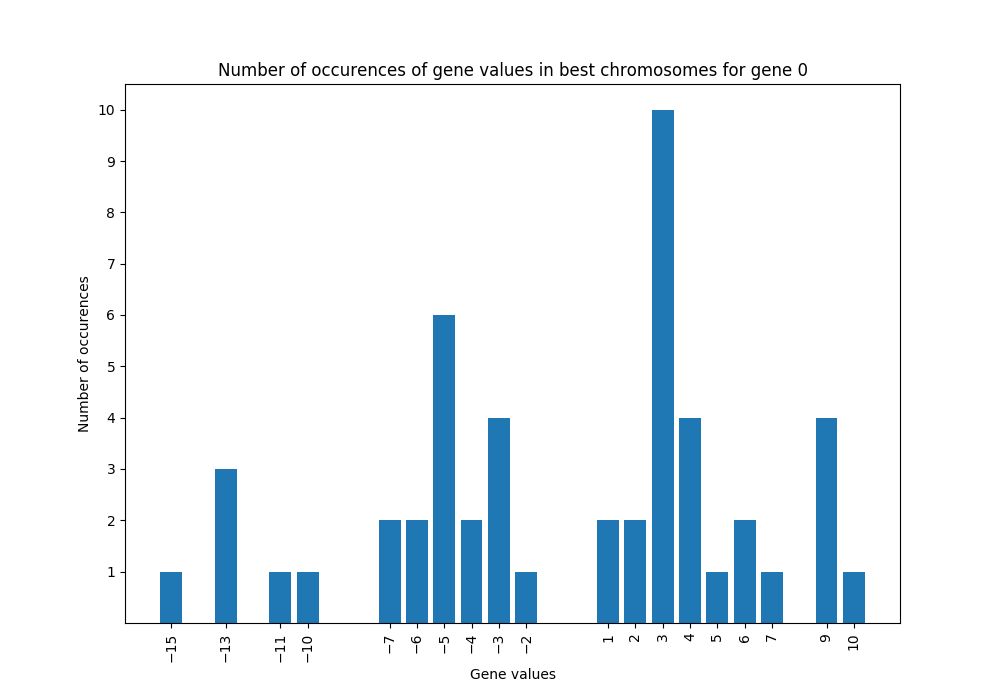 Number of occurences of gene values in best chromosomes for gene 0
10
9
8
7
6
5
4
3
2
1
Number of occurences
−15 −13 −11 −10 −7 −6 −5 −4 −3 −2 1 2 3 4 5 6 7 9 10
Gene values